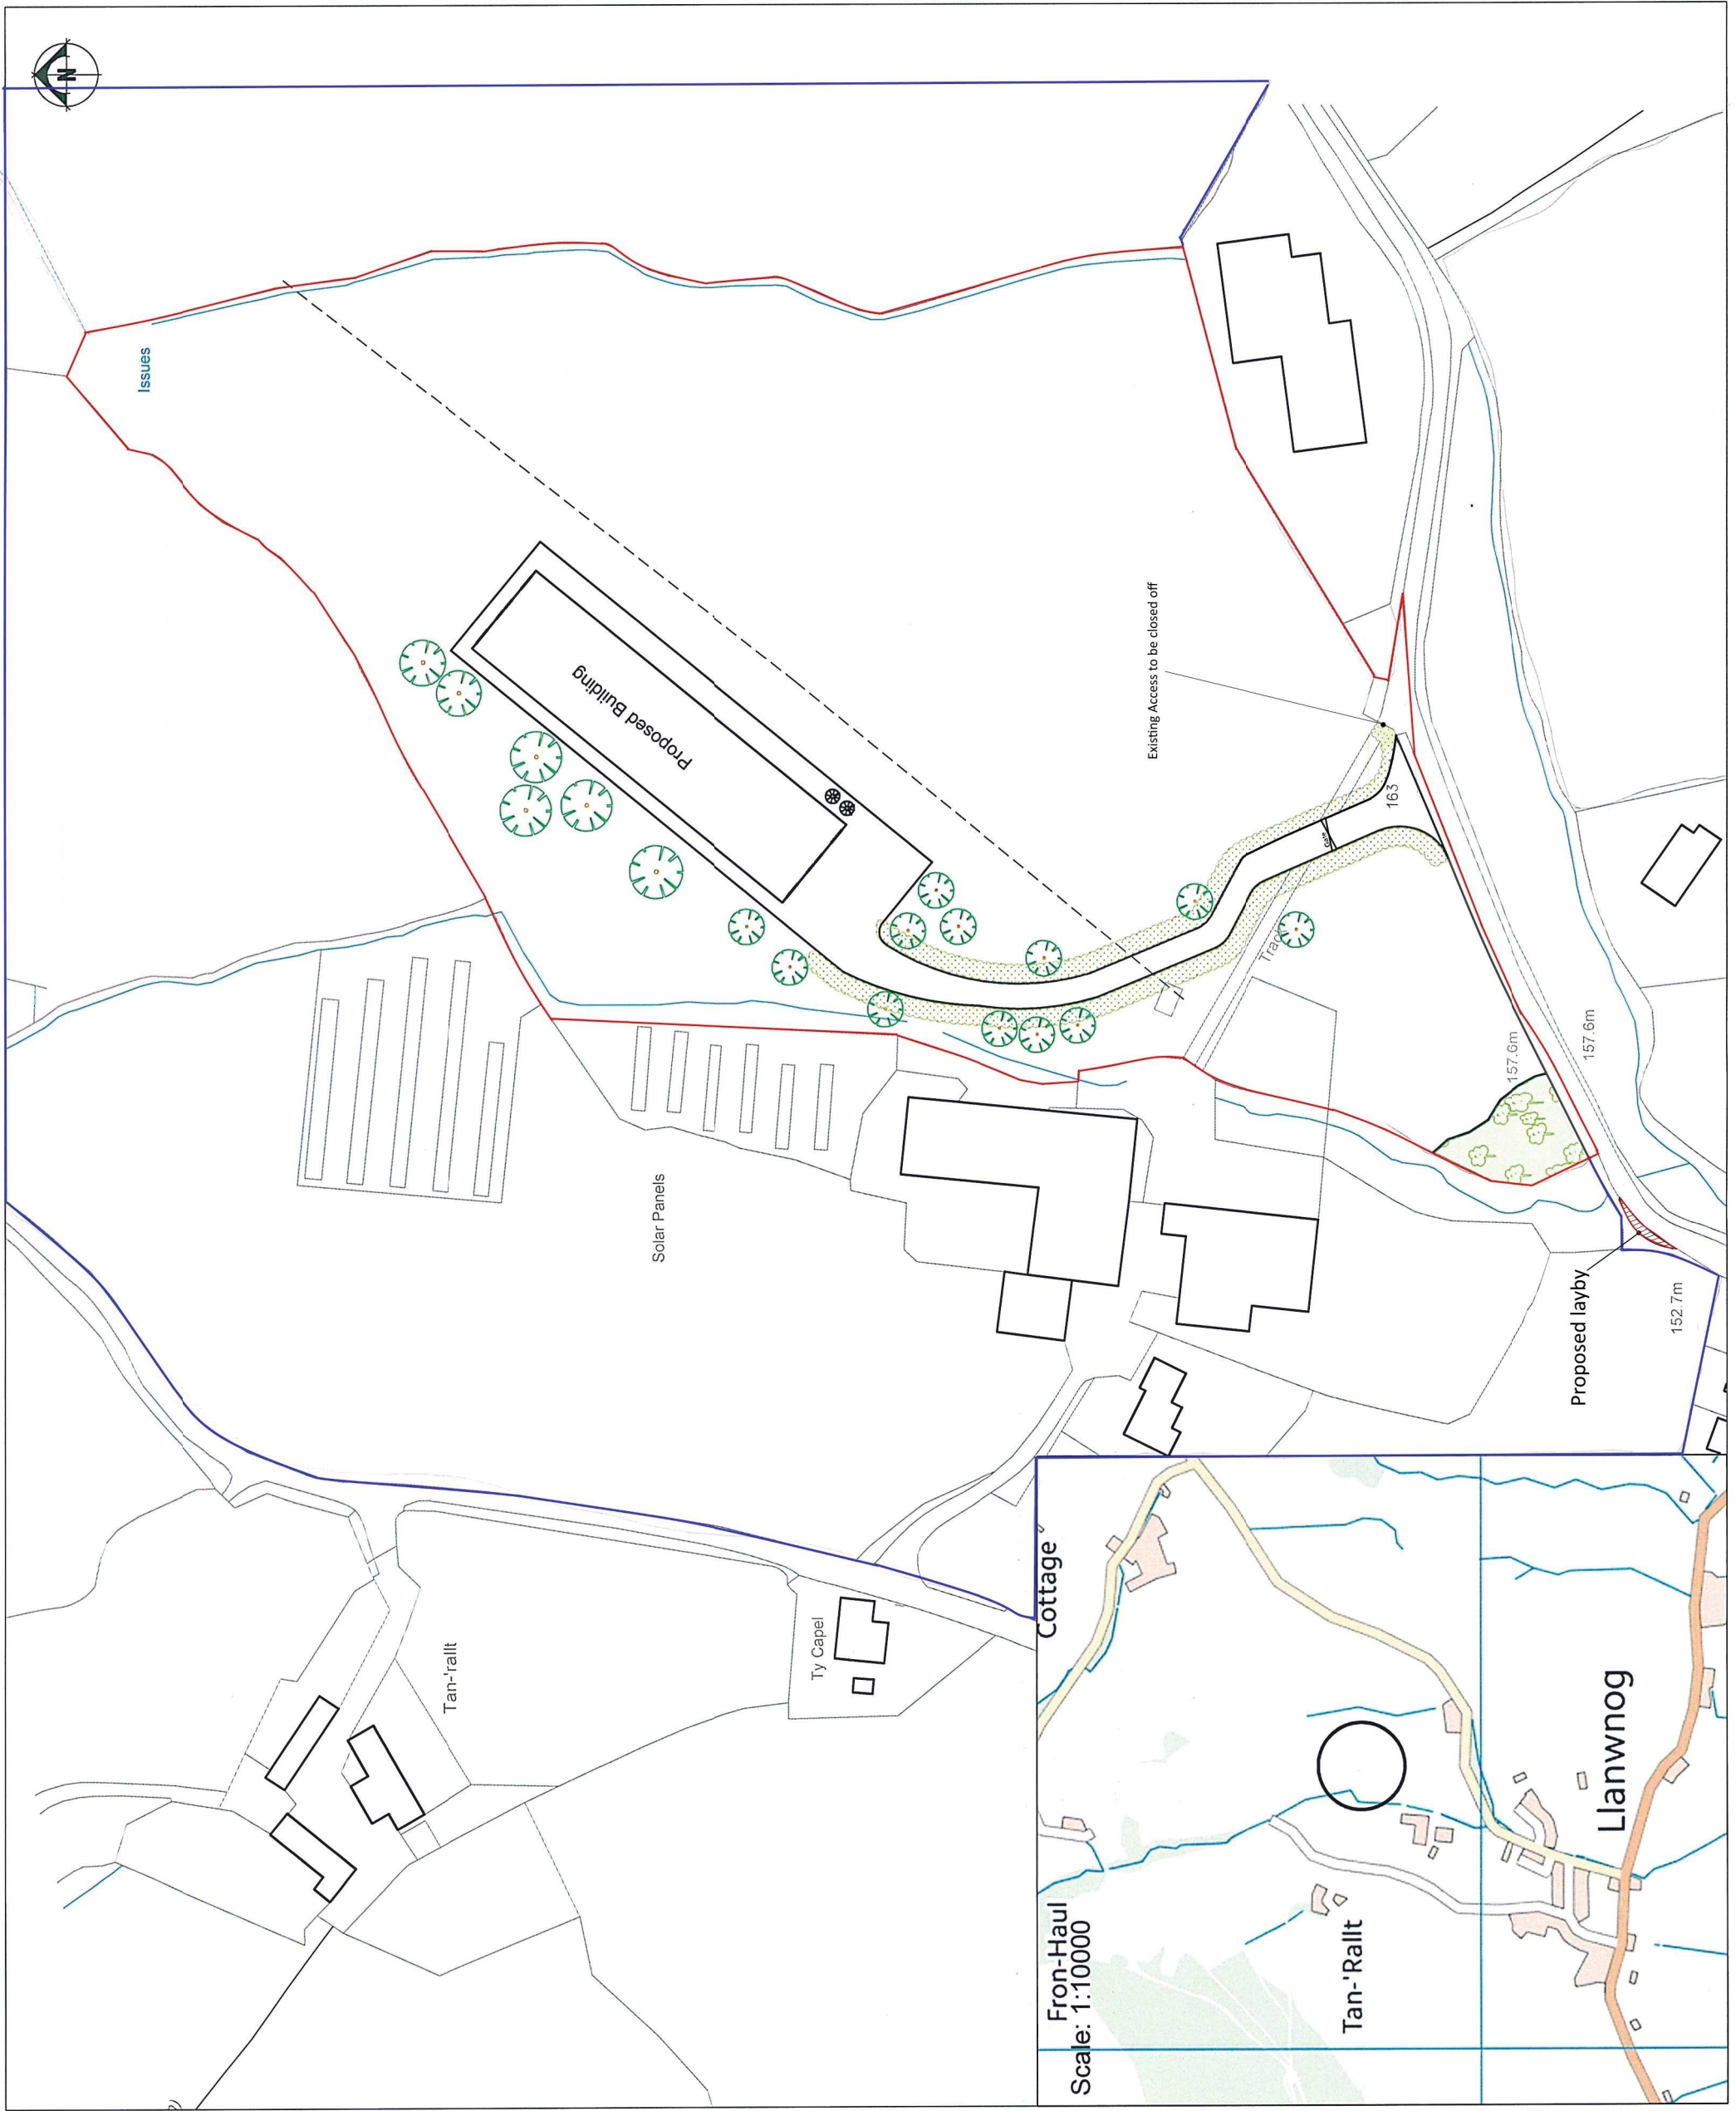 N
Issues
Proposed Building
Existing Access to be closed off
163
Gate
Track
157.6m
157.6m
Solar Panels
Proposed layby
152.7m
Tan-'rallt
Ty Capel
Cottage
Fron-Haul
Scale: 1:10000
Tan-'Rallt
Llanwnog